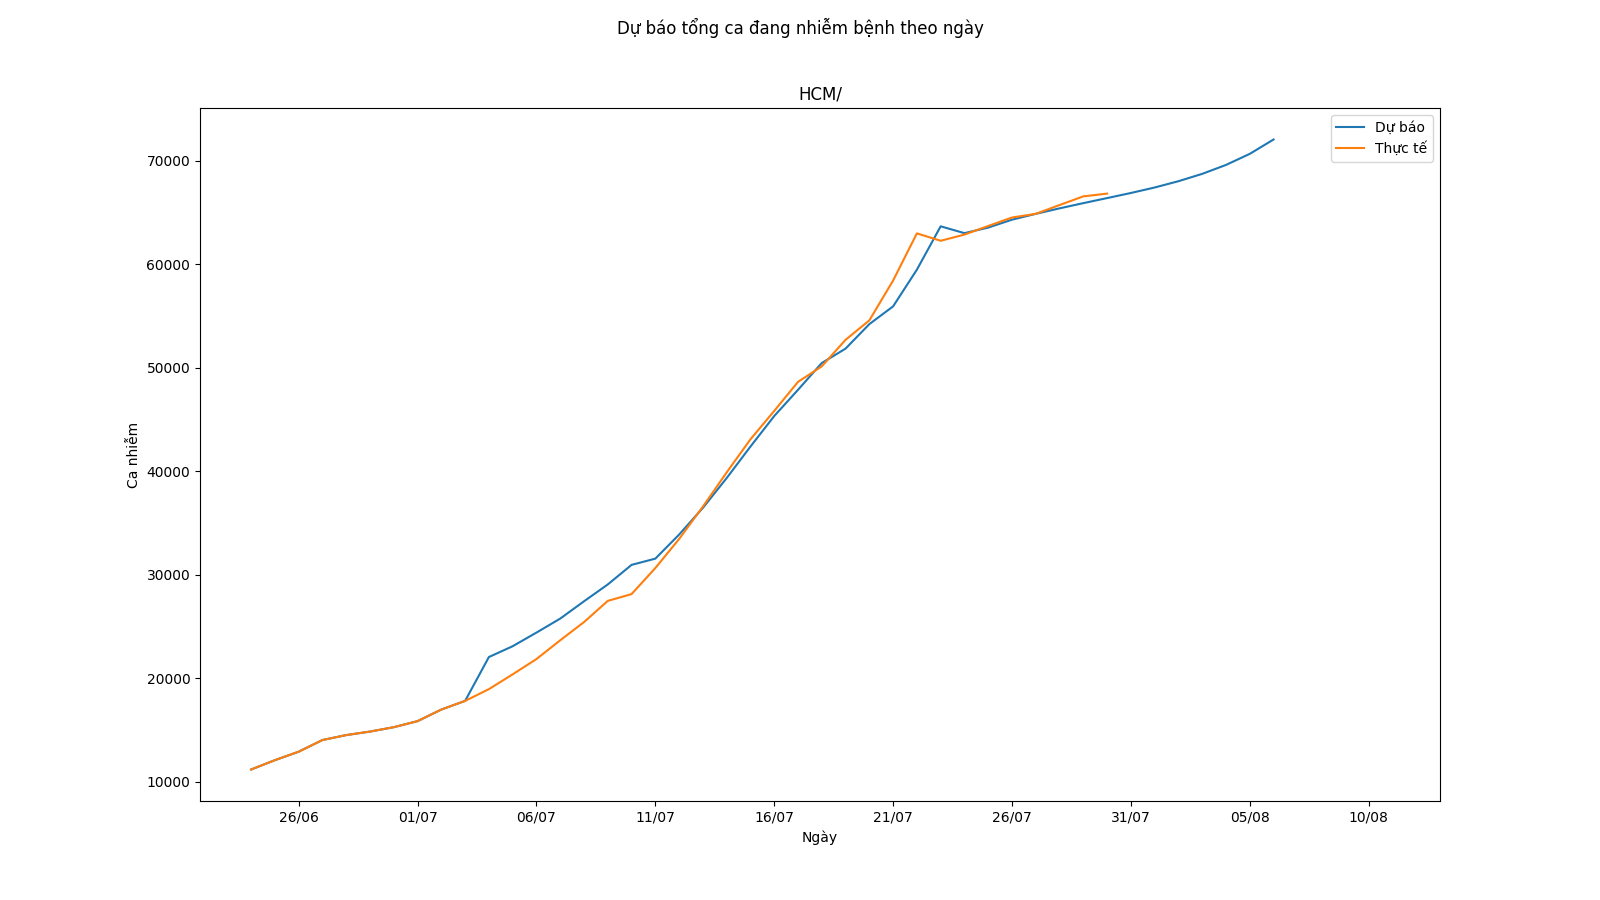 Dự báo tổng ca đang nhiễm bệnh theo ngày
HCM/
Dự báo
Thực tế
70000
60000
50000
40000
30000
20000
10000
Ca nhiễm
26/06 01/07 06/07 11/07 16/07 21/07 26/07 31/07 05/08 10/08
Ngày